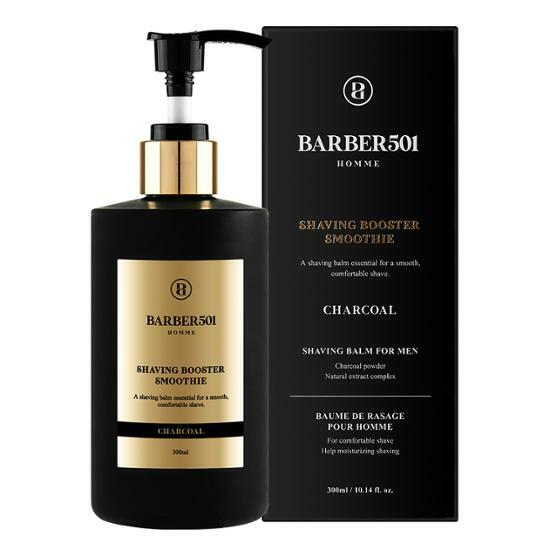 BARBER501
HOMME
SHAVING BOOSTER
SMOOTHIE
A shaving balm essential for a smooth,
comfortable shave.
CHARCOAL
300ml
BARBER501
HOMME
SHAVING BOOSTER
SMOOTHIE
A shaving balm essential for a smooth,
comfortable shave.
CHARCOAL
SHAVING BALM FOR MEN
Charcoal powder
Natural extract complex
BAUME DE RASAGE
POUR HOMME
For comfortable shave
Help moisturizing shaving
300ml / 10.14 fl. oz.